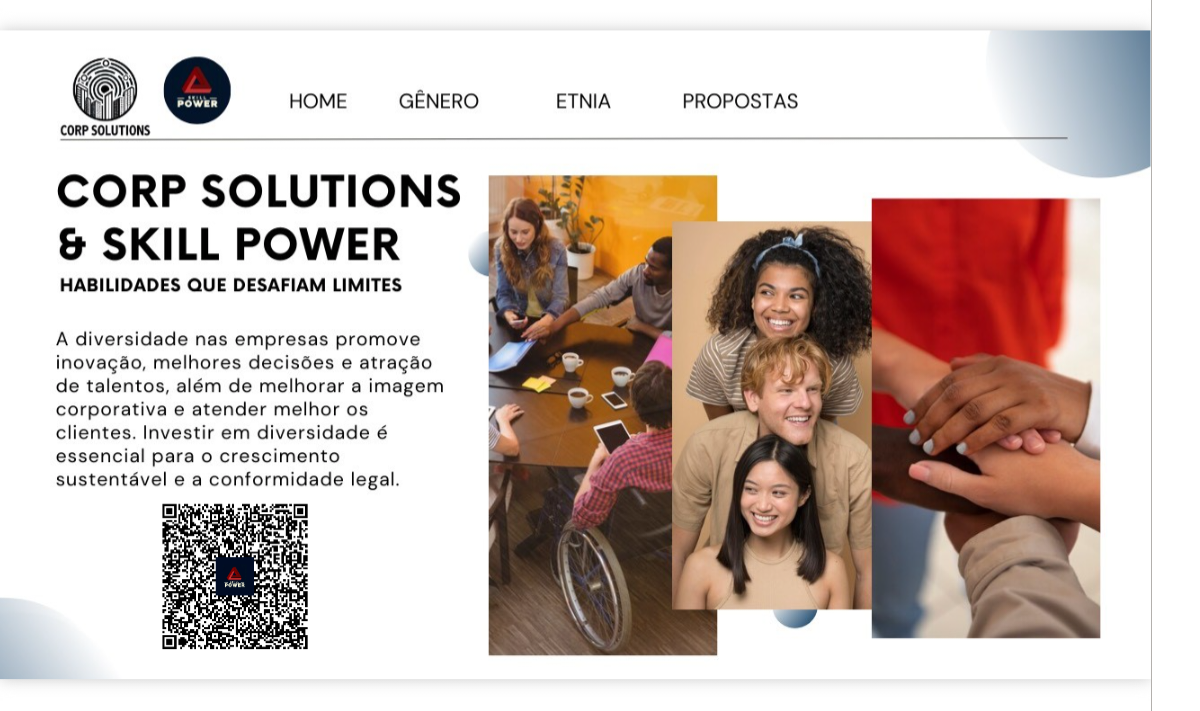 CORP SOLUTIONS
SKILL
POWER
HOME
GÊNERO
ETNIA
PROPOSTAS
CORP SOLUTIONS
& SKILL POWER
HABILIDADES QUE DESAFIAM LIMITES
A diversidade nas empresas promove
inovação, melhores decisões e atração
de talentos, além de melhorar a imagem
corporativa e atender melhor os
clientes. Investir em diversidade é
essencial para o crescimento
sustentável e a conformidade legal.
POWER